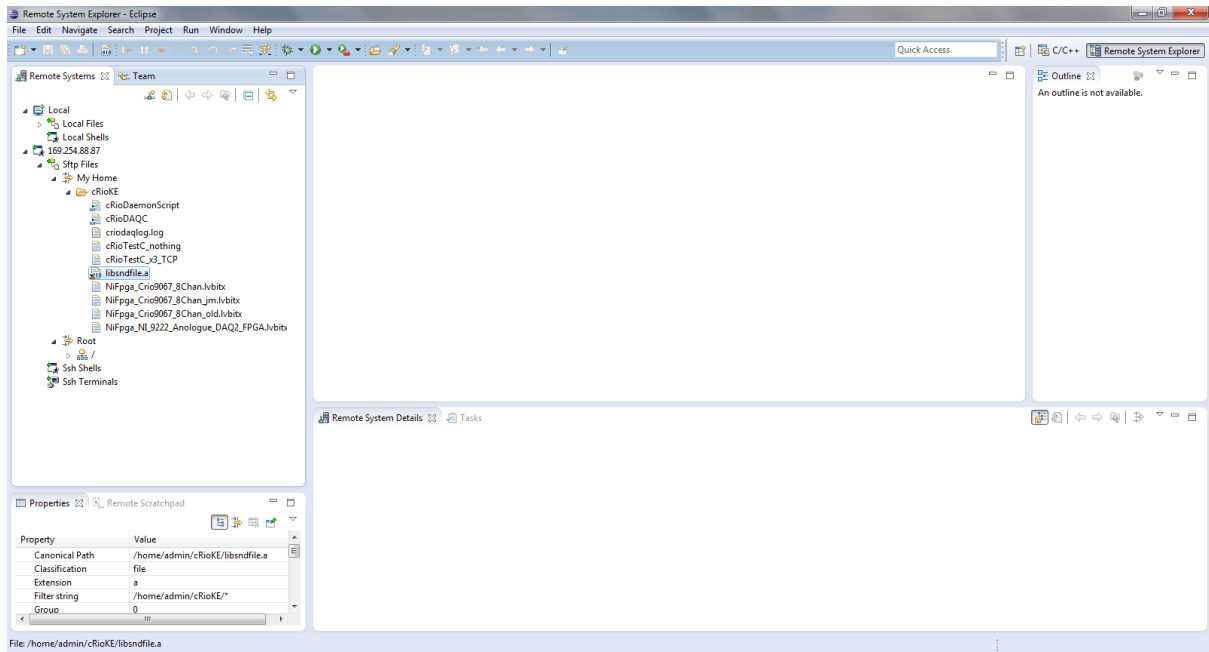 Remote System Explorer - Eclipse
File Edit Navigate Search Project Run Window Help
Quick Access
C/C++
Remote System Explorer
Remote Systems
Team
Local
Local Files
Local Shells
169.254.88.87
Sftp Files
My Home
cRioKE
cRioDaemonScript
cRioDAQC
criodaqlog.log
cRioTestC_nothing
cRioTestC_x3_TCP
libsndfile.a
NiFpga_Crio9067_8Chan.lvbitx
NiFpga_Crio9067_8Chan_jm.lvbitx
NiFpga_Crio9067_8Chan_old.lvbitx
NiFpga_NI_9222_Anologue_DAQ2_FPGA.lvbitx
Root
/
Ssh Shells
Ssh Terminals
Outline
An outline is not available.
Remote System Details
Tasks
Properties
Remote Scratchpad
Property Value
Canonical Path /home/admin/cRioKE/libsndfile.a
Classification file
Extension a
Filter string /home/admin/cRioKE/*
Group 0
File: /home/admin/cRioKE/libsndfile.a